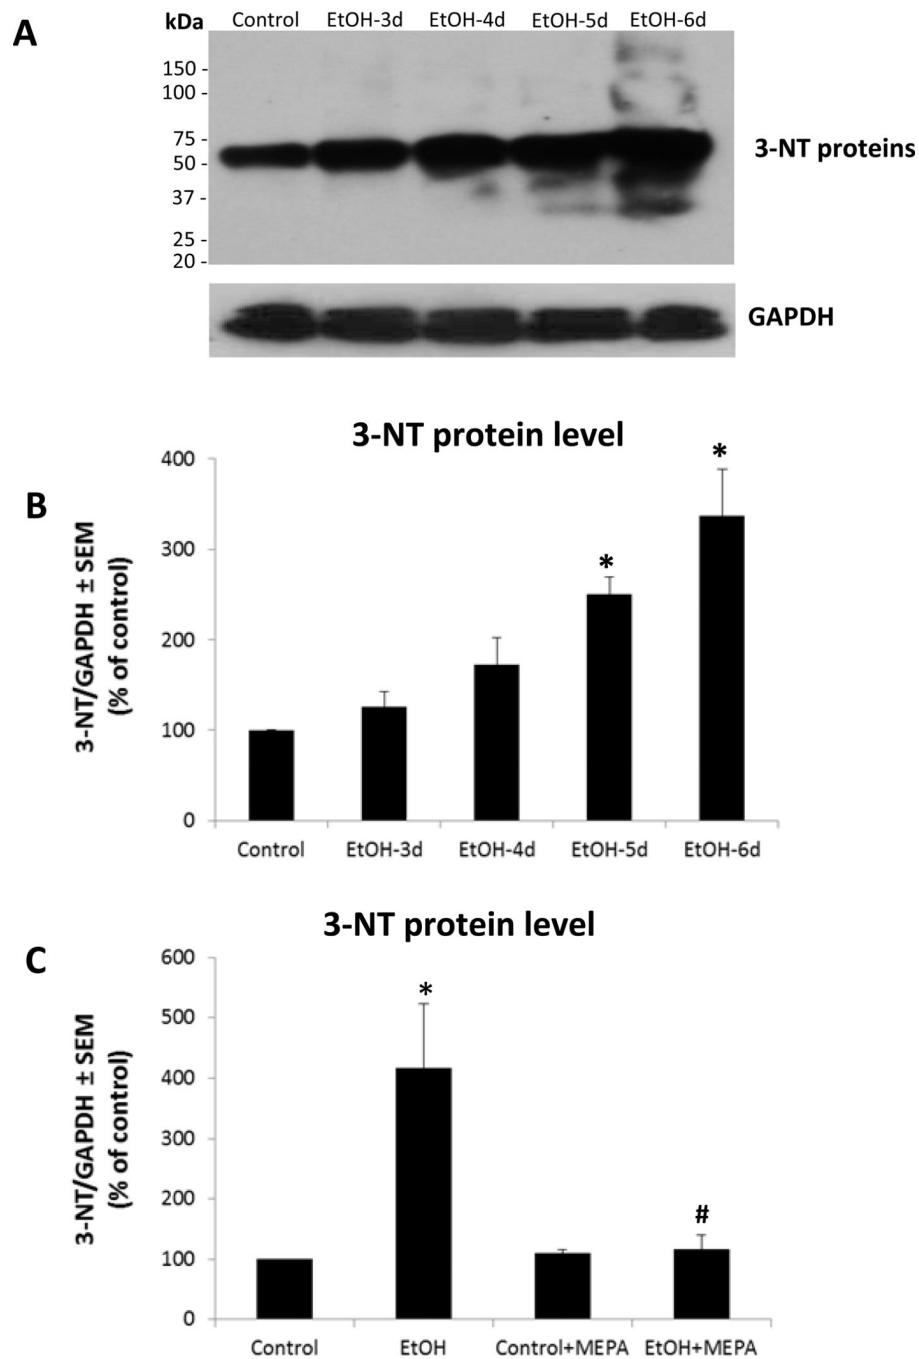 A
kDa Control EtOH-3d EtOH-4d EtOH-5d EtOH-6d
150 -
100 -
75 -
50 -
37 -
25 -
20 -
3-NT proteins
GAPDH
B
3-NT protein level
3-NT/GAPDH ± SEM
(% of control)
400
300
200
100
0
*
*
Control EtOH-3d EtOH-4d EtOH-5d EtOH-6d
C
3-NT protein level
3-NT/GAPDH ± SEM
(% of control)
600
500
400
300
200
100
0
*
#
Control EtOH Control+MEPA EtOH+MEPA